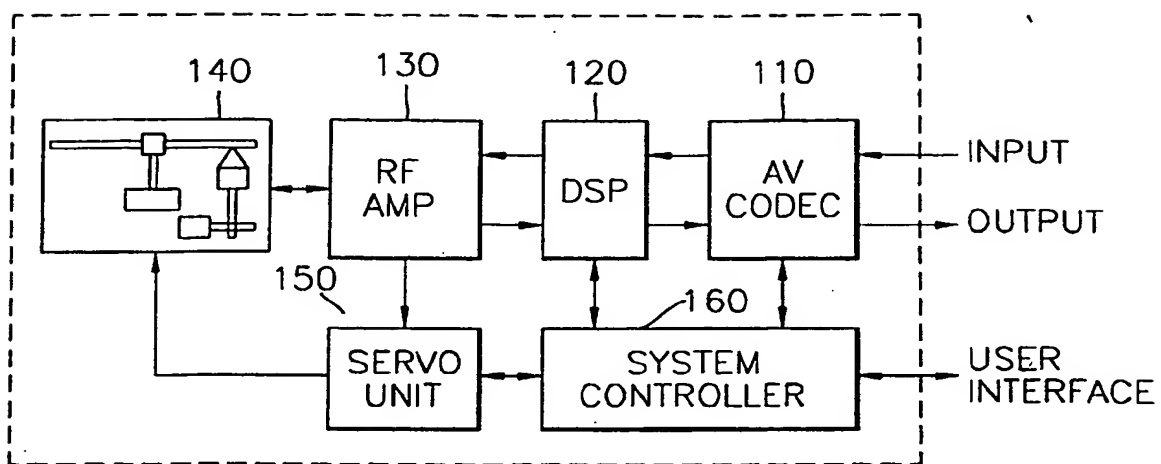 140
130
120
110
RF
AMP
DSP
AV
CODEC
INPUT
OUTPUT
150
160
SERVO
UNIT
SYSTEM
CONTROLLER
USER
INTERFACE